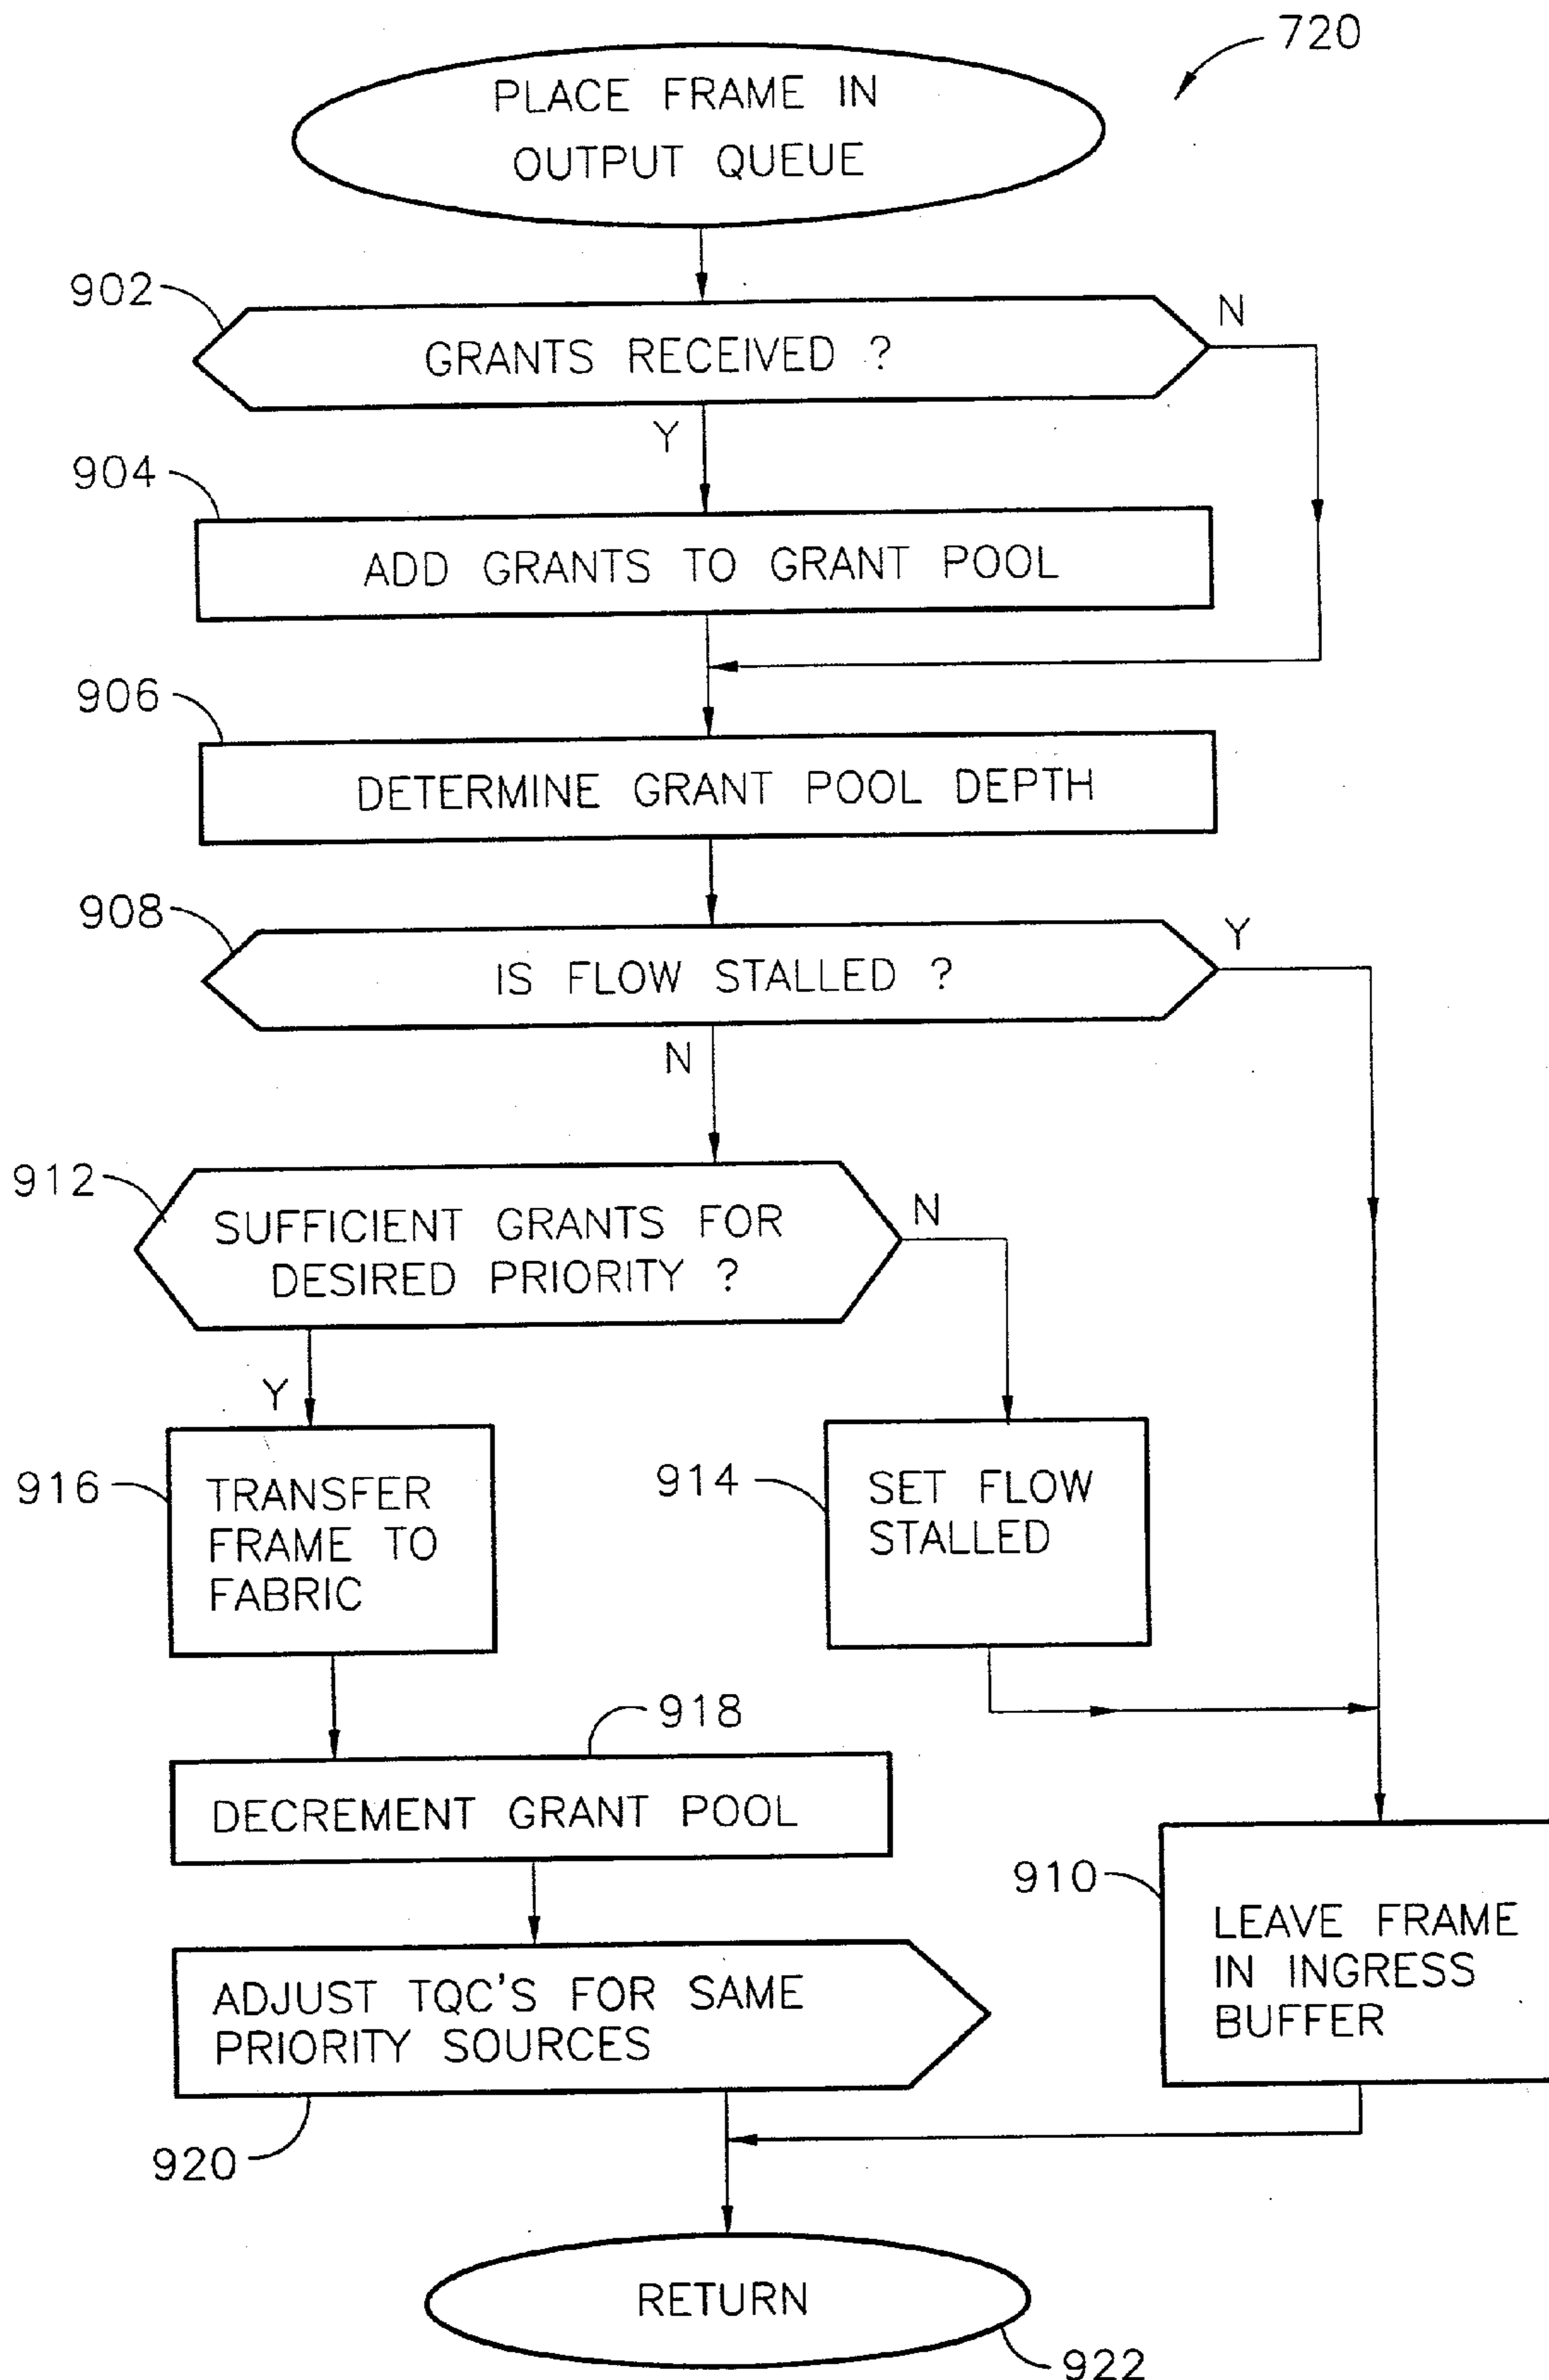 720
PLACE FRAME IN
OUTPUT QUEUE
902
GRANTS RECEIVED ?
N
Y
904
ADD GRANTS TO GRANT POOL
906
DETERMINE GRANT POOL DEPTH
908
IS FLOW STALLED ?
Y
N
912
SUFFICIENT GRANTS FOR
DESIRED PRIORITY ?
N
Y
916
TRANSFER
FRAME TO
FABRIC
914
SET FLOW
STALLED
918
DECREMENT GRANT POOL
910
LEAVE FRAME
IN INGRESS
BUFFER
ADJUST TQC'S FOR SAME
PRIORITY SOURCES
920
RETURN
922